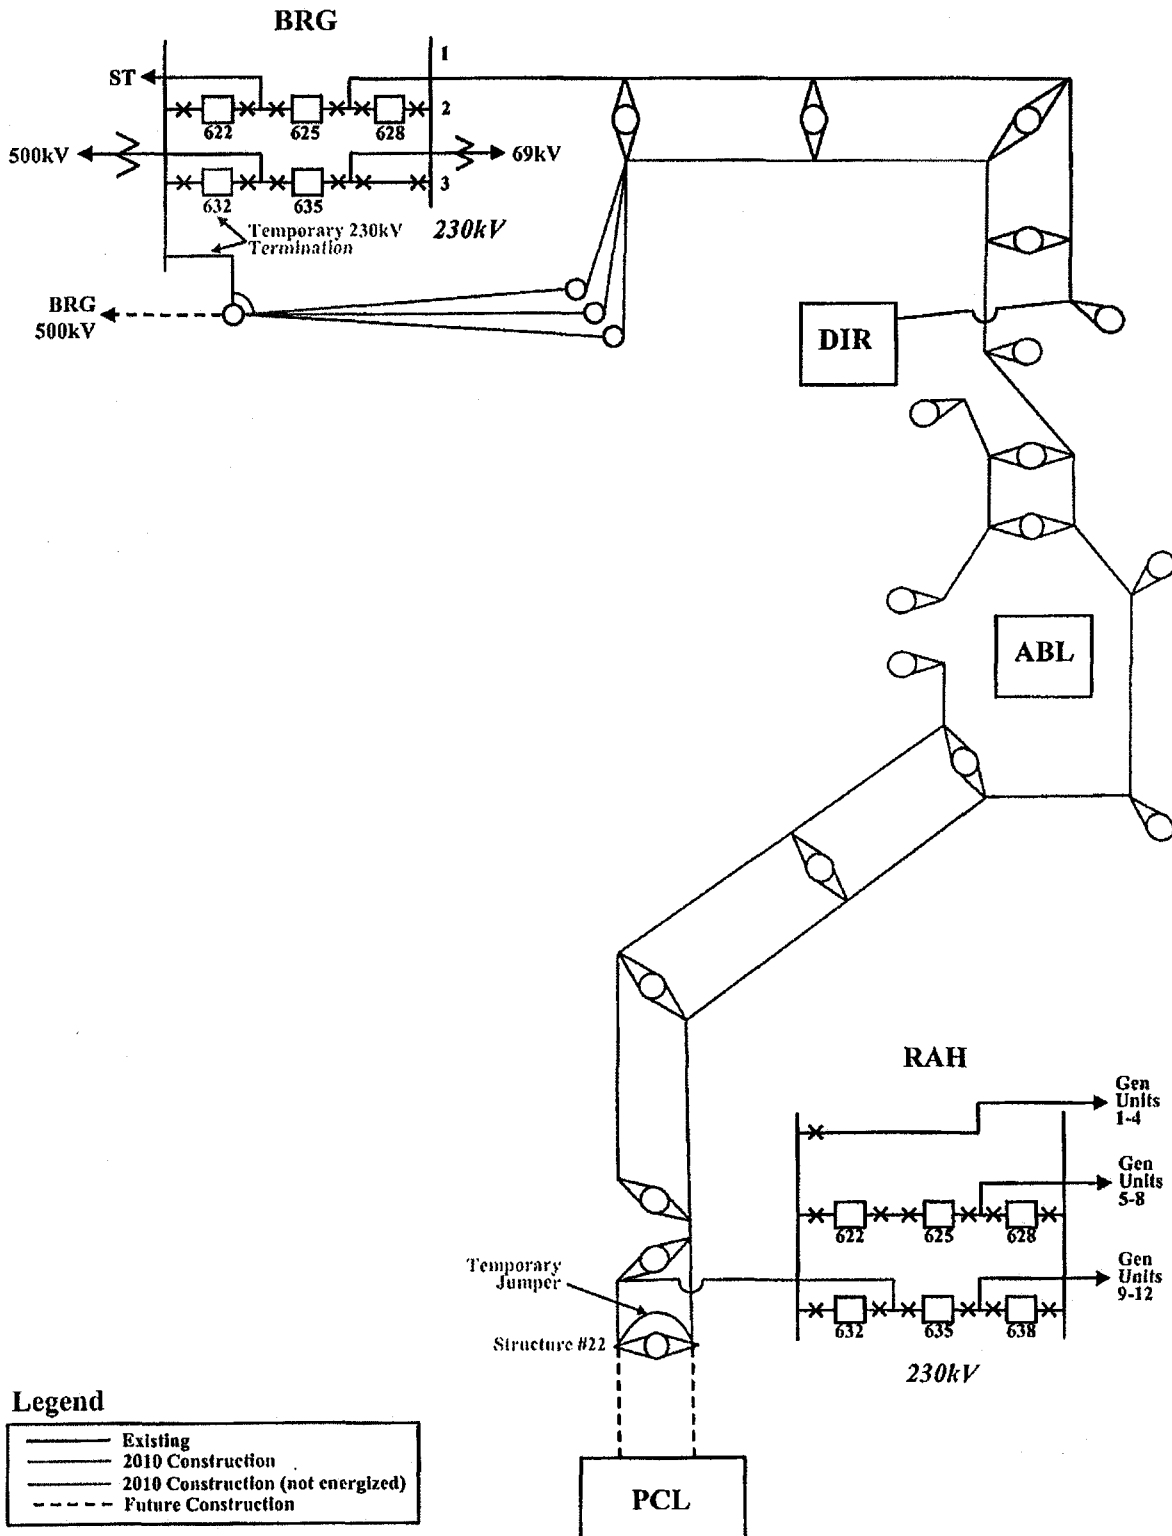 BRG
1
ST
2
622
625
628
500kV
69kV
3
632
635
Temporary 230kV
Termination
230kV
BRG
500kV
DIR
ABL
RAH
Gen
Units
1-4
Gen
Units
5-8
622
625
628
Temporary
Jumper
Gen
Units
9-12
632
635
638
Structure #22
230kV
Legend
Existing
2010 Construction
2010 Construction (not energized)
Future Construction
PCL